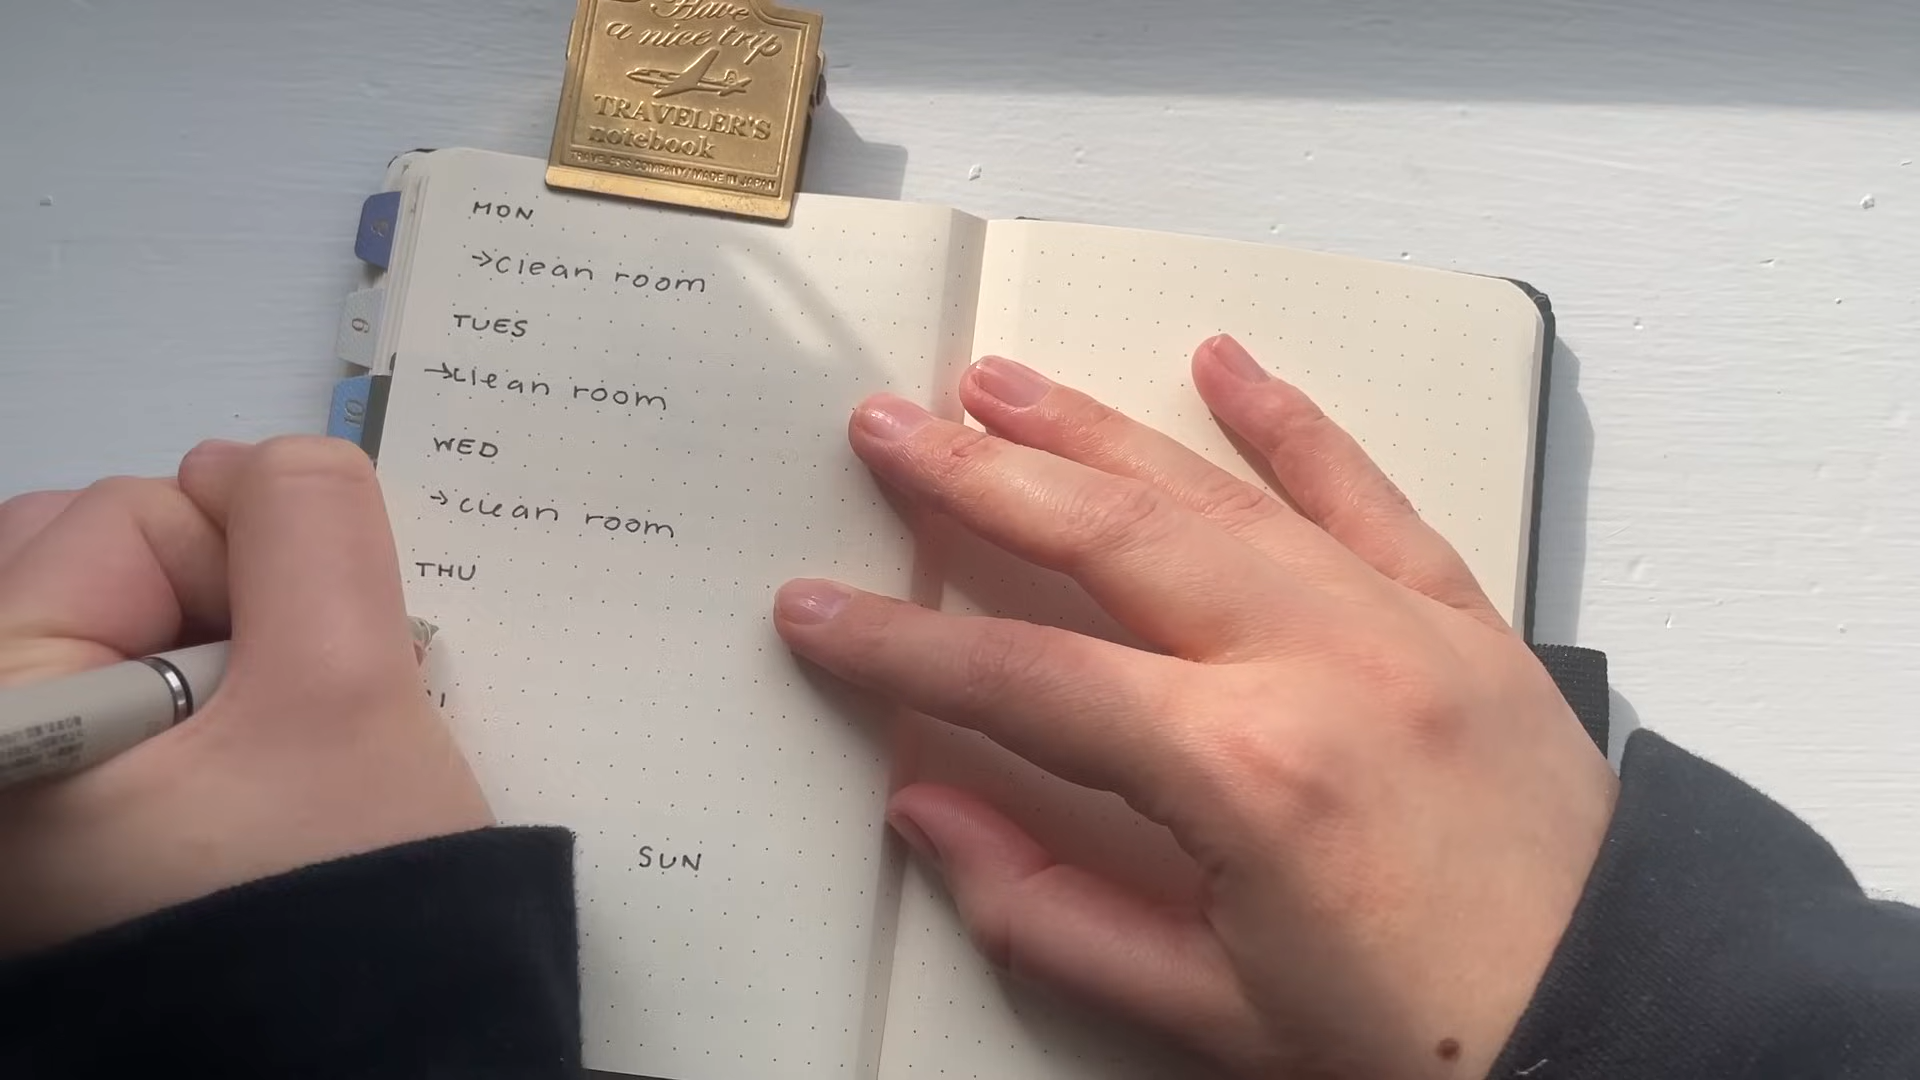 Have
a nice trip
TRAVELER'S
notebook
TRAVELER'S COMPANY/MADE IN JAPAN
MON
→clean room
TUES
→clean room
WED
→clean room
THU
SUN
8
9
10